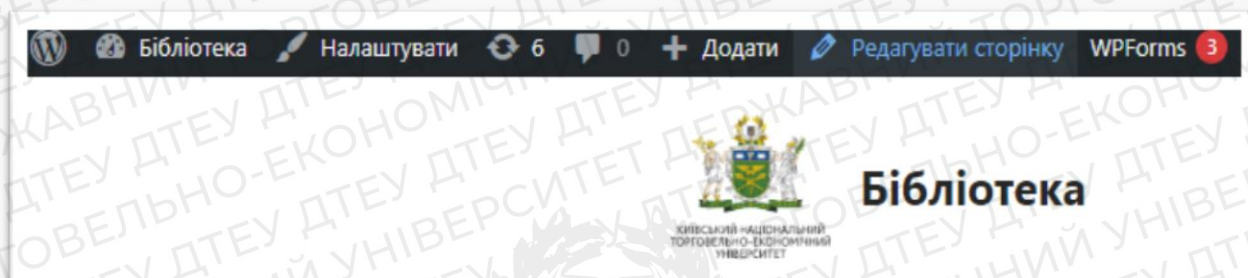 Бібліотека Налаштувати 6 0 Додати Редагувати сторінку WPForms 3
Бібліотека
КИЇВСЬКИЙ НАЦІОНАЛЬНИЙ
ТОРГОВЕЛЬНО-ЕКОНОМІЧНИЙ
УНІВЕРСИТЕТ